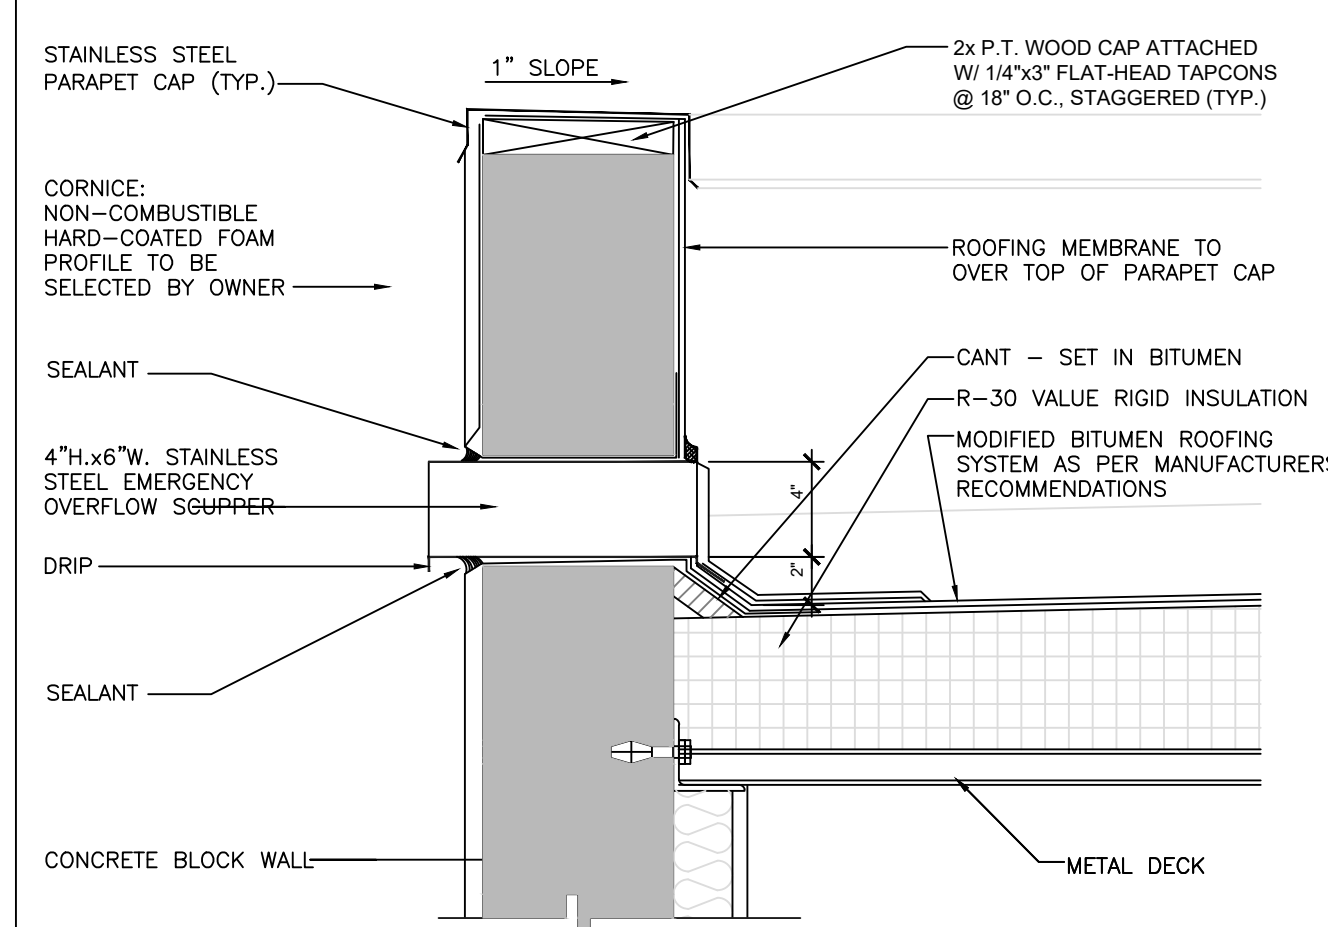 STAINLESS STEEL
PARAPET CAP (TYP.)
1” SLOPE
2x P.T. WOOD CAP ATTACHED
W/ 1/4"x3" FLAT-HEAD TAPCONS
@ 18" O.C., STAGGERED (TYP.)
CORNICE:
NON-COMBUSTIBLE
HARD-COATED FOAM
PROFILE TO BE
SELECTED BY OWNER
ROOFING MEMBRANE TO
OVER TOP OF PARAPET CAP
SEALANT
CANT - SET IN BITUMEN
R-30 VALUE RIGID INSULATION
MODIFIED BITUMEN ROOFING
SYSTEM AS PER MANUFACTURERS
RECOMMENDATIONS
4”H.x6”W. STAINLESS
STEEL EMERGENCY
OVERFLOW SCUPPER
4"
2"
DRIP
SEALANT
CONCRETE BLOCK WALL
METAL DECK